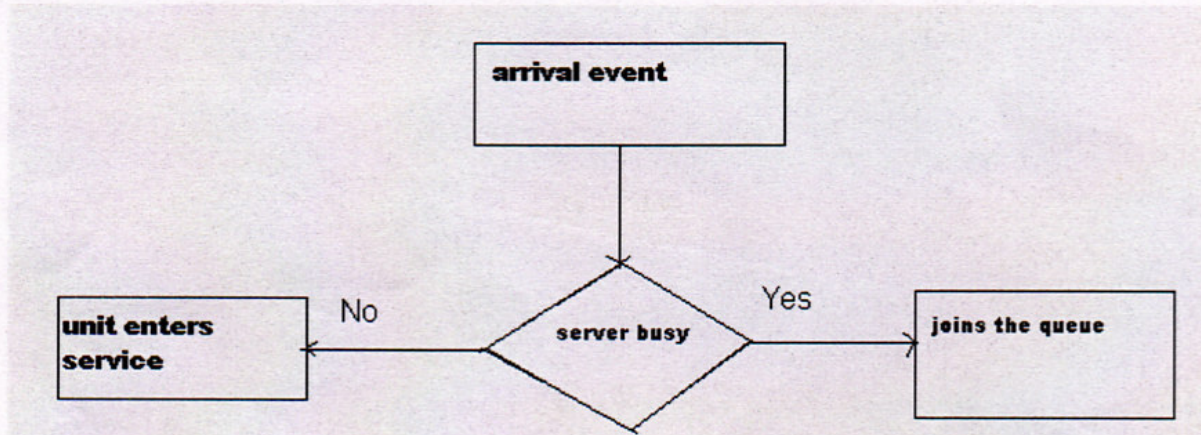 arrival event
No
Yes
unit enters
service
server busy
joins the queue